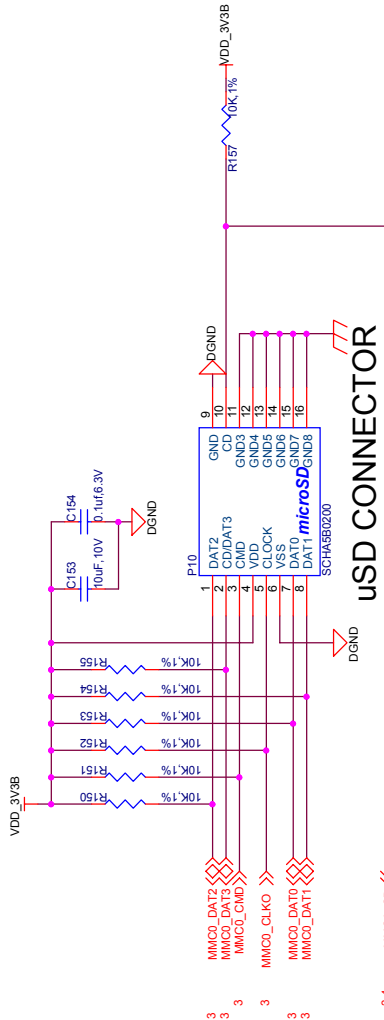 VDD_3V3B
R157
10K,1%
VDD_3V3B
C153
10uF,10V
C154
0.1uf,6.3V
DGND
R150
10K,1%
R151
10K,1%
R152
10K,1%
R153
10K,1%
R154
10K,1%
R155
10K,1%
P10
1 DAT2
2 CD/DAT3
3 CMD
4 VDD
5 CLOCK
6 VSS
7 DAT0
8 DAT1
GND 9
CD 10
GND3 11
GND4 12
GND5 13
GND6 14
GND7 15
GND8 16
microSD
SCHA5B0200
DGND
DGND
3 MMC0_DAT2
3 MMC0_DAT3
3 MMC0_CMD
3 MMC0_CLKO
3 MMC0_DAT0
3 MMC0_DAT1
uSD CONNECTOR